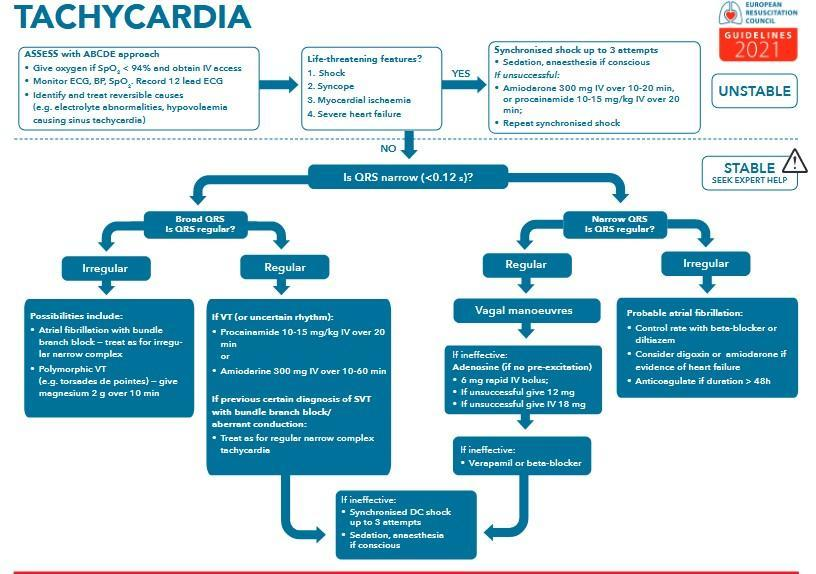 TACHYCARDIA
EUROPEAN
RESUSCITATION
COUNCIL
GUIDELINES
2021
ASSESS with ABCDE approach
• Give oxygen if SpO₂ < 94% and obtain IV access
• Monitor ECG, BP, SpO₂. Record 12 lead ECG
• Identify and treat reversible causes
(e.g. electrolyte abnormalities, hypovolaemia
causing sinus tachycardia)
Life-threatening features?
1. Shock
2. Syncope
3. Myocardial ischaemia
4. Severe heart failure
YES
Synchronised shock up to 3 attempts
• Sedation, anaesthesia if conscious
If unsuccessful:
• Amiodarone 300 mg IV over 10-20 min,
or procainamide 10-15 mg/kg IV over 20
min;
• Repeat synchronised shock
UNSTABLE
NO
STABLE
SEEK EXPERT HELP
Is QRS narrow (<0.12 s)?
Broad QRS
Is QRS regular?
Narrow QRS
Is QRS regular?
Irregular
Regular
Regular
Irregular
Possibilities include:
• Atrial fibrillation with bundle
branch block – treat as for irregu-
lar narrow complex
• Polymorphic VT
(e.g. torsades de pointes) – give
magnesium 2 g over 10 min
If VT (or uncertain rhythm):
• Procainamide 10-15 mg/kg IV over 20
min
or
• Amiodarone 300 mg IV over 10-60 min
If previous certain diagnosis of SVT
with bundle branch block/
aberrant conduction:
• Treat as for regular narrow complex
tachycardia
Vagal manoeuvres
If ineffective:
Adenosine (if no pre-excitation)
• 6 mg rapid IV bolus;
• If unsuccessful give 12 mg
• If unsuccessful give IV 18 mg
If ineffective:
• Verapamil or beta-blocker
Probable atrial fibrillation:
• Control rate with beta-blocker or
diltiazem
• Consider digoxin or amiodarone if
evidence of heart failure
• Anticoagulate if duration > 48h
If ineffective:
• Synchronised DC shock
up to 3 attempts
• Sedation, anaesthesia
if conscious